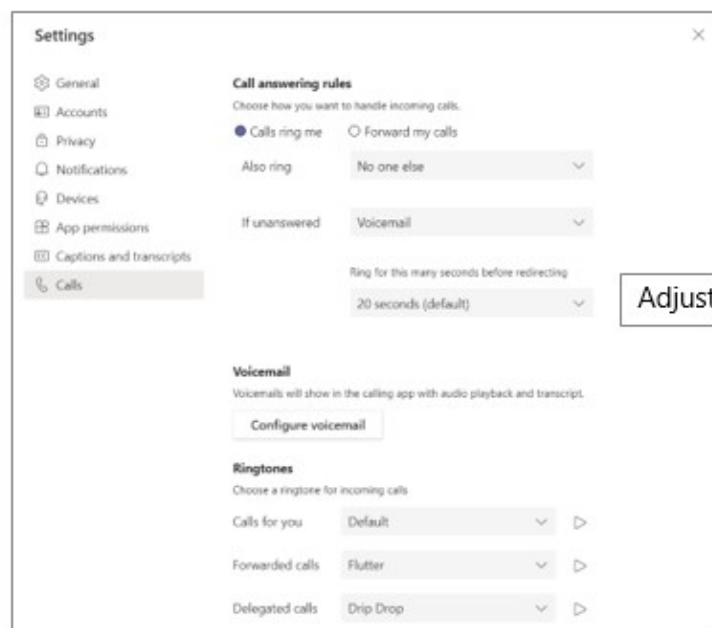 Settings
General
Accounts
Privacy
Notifications
Devices
App permissions
Captions and transcripts
Calls
Call answering rules
Choose how you want to handle incoming calls.
Calls ring me Forward my calls
Also ring No one else
If unanswered Voicemail
Ring for this many seconds before redirecting
20 seconds (default)
Adjust
Voicemail
Voicemails will show in the calling app with audio playback and transcript.
Configure voicemail
Ringtones
Choose a ringtone for incoming calls
Calls for you Default
Forwarded calls Flutter
Delegated calls Drip Drop